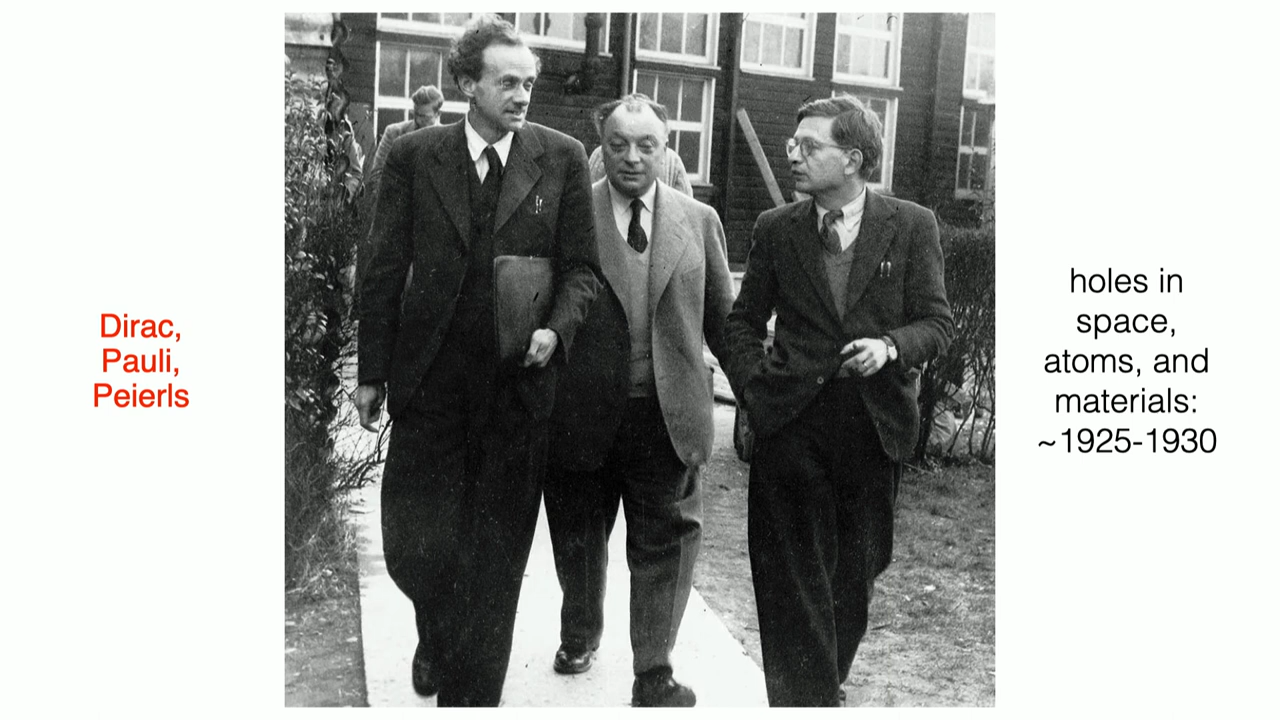 Dirac,
Pauli,
Peierls
holes in
space,
atoms, and
materials:
~1925-1930